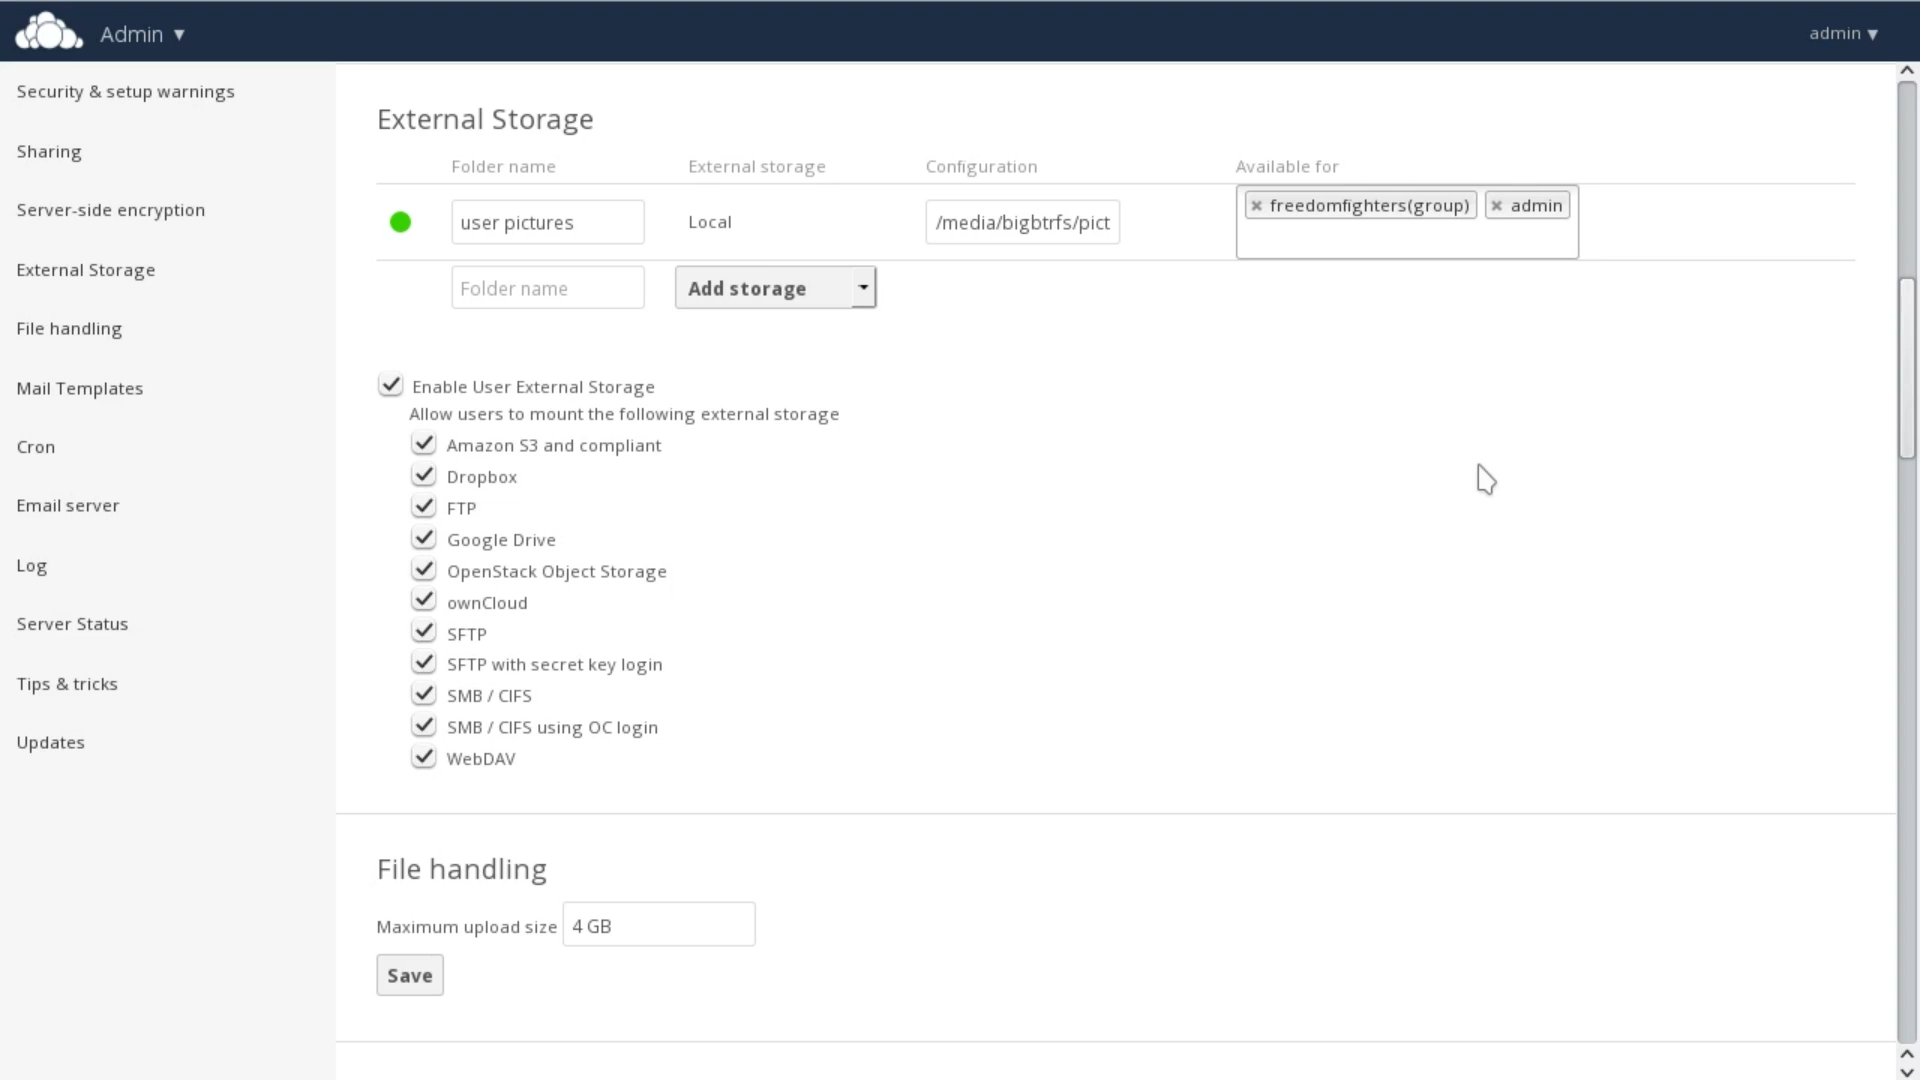 Admin ▼
admin ▼
Security & setup warnings
Sharing
Server-side encryption
External Storage
File handling
Mail Templates
Cron
Email server
Log
Server Status
Tips & tricks
Updates
External Storage
Folder name External storage Configuration Available for
user pictures Local /media/bigbtrfs/pict × freedomfighters(group) × admin
Folder name Add storage
Enable User External Storage
Allow users to mount the following external storage
Amazon S3 and compliant
Dropbox
FTP
Google Drive
OpenStack Object Storage
ownCloud
SFTP
SFTP with secret key login
SMB / CIFS
SMB / CIFS using OC login
WebDAV
File handling
Maximum upload size 4 GB
Save